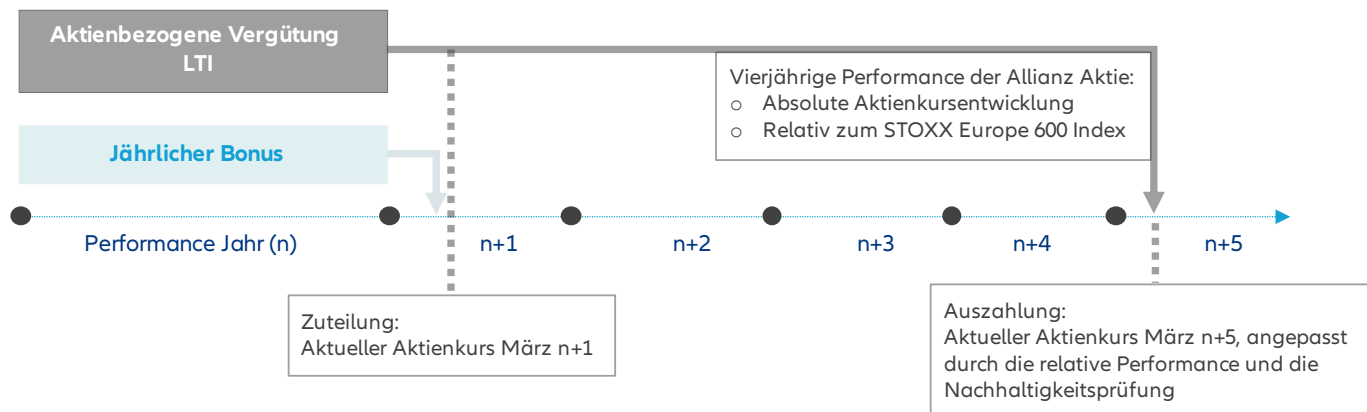 Aktienbezogene Vergütung
LTI
Vierjährige Performance der Allianz Aktie:
o Absolute Aktienkursentwicklung
o Relativ zum STOXX Europe 600 Index
Jährlicher Bonus
Performance Jahr (n)
n+1
n+2
n+3
n+4
n+5
Zuteilung:
Aktueller Aktienkurs März n+1
Auszahlung:
Aktueller Aktienkurs März n+5, angepasst
durch die relative Performance und die
Nachhaltigkeitsprüfung